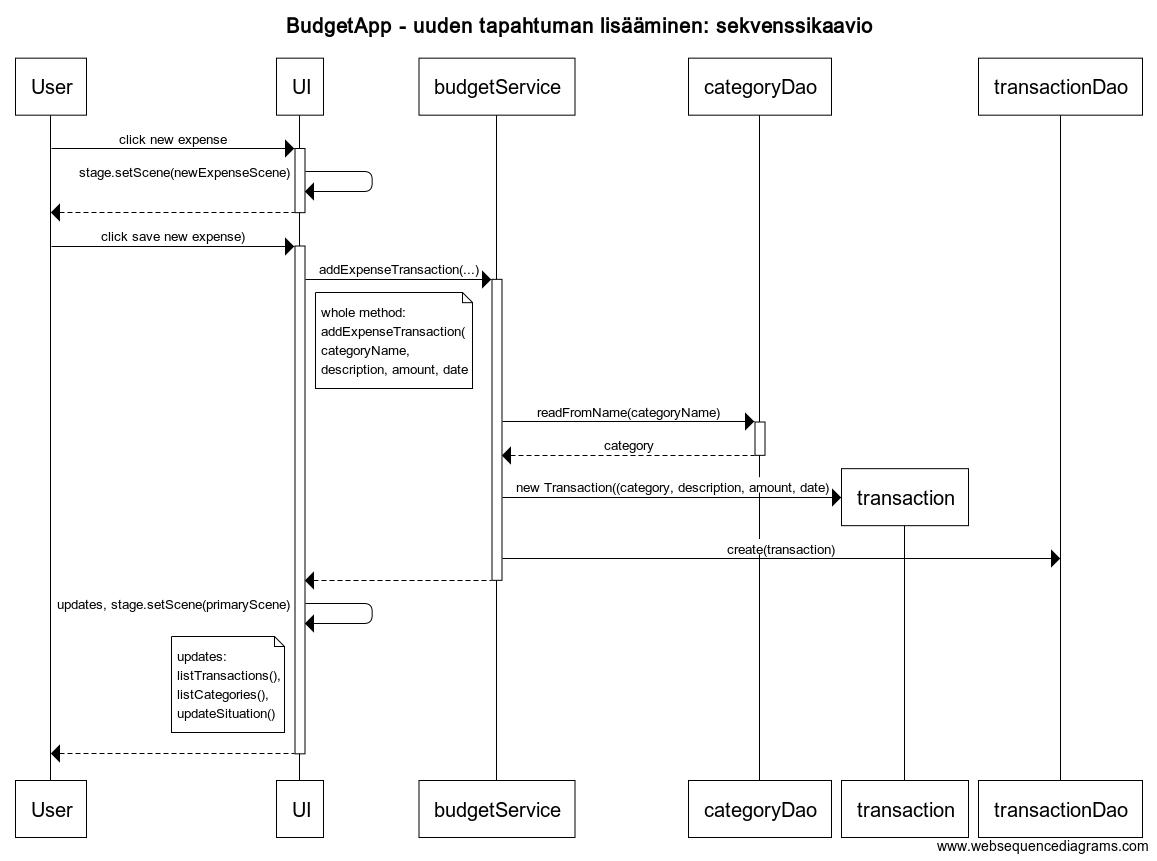 BudgetApp - uuden tapahtuman lisääminen: sekvenssikaavio
User
UI
budgetService
categoryDao
transactionDao
click new expense
stage.setScene(newExpenseScene)
click save new expense)
addExpenseTransaction(...)
whole method:
addExpenseTransaction(
categoryName,
description, amount, date
readFromName(categoryName)
category
new Transaction((category, description, amount, date)
transaction
create(transaction)
updates, stage.setScene(primaryScene)
updates:
listTransactions(),
listCategories(),
updateSituation()
User
UI
budgetService
categoryDao
transaction
transactionDao
www.websequencediagrams.com